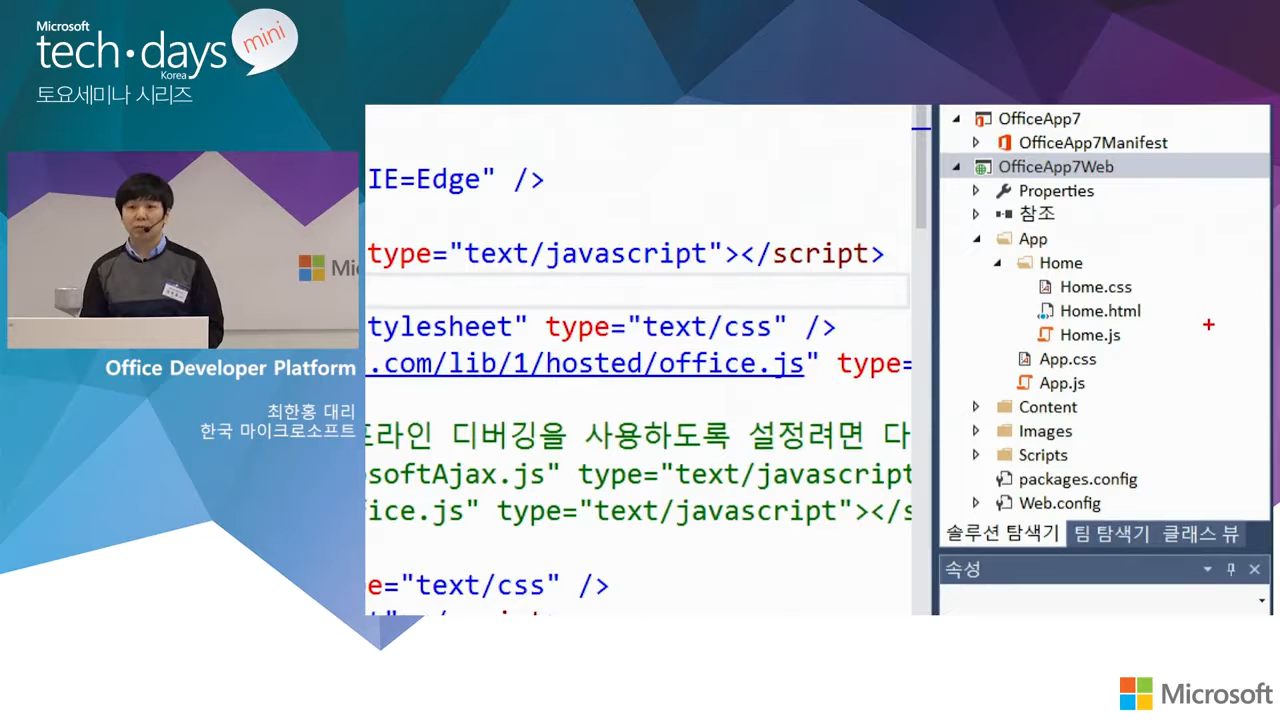 Microsoft
tech·days
mini
Korea
토요세미나 시리즈
Office Developer Platform
최한홍 대리
한국 마이크로소프트
IE=Edge" />
type="text/javascript"></script>
tylesheet" type="text/css" />
.com/lib/1/hosted/office.js" type=
프라인 디버깅을 사용하도록 설정려면 다
osoftAjax.js" type="text/javascript
ice.js" type="text/javascript"></s
e="text/css" />
OfficeApp7
OfficeApp7Manifest
OfficeApp7Web
Properties
참조
App
Home
Home.css
Home.html
Home.js
App.css
App.js
Content
Images
Scripts
packages.config
Web.config
솔루션 탐색기 팀 탐색기 클래스 뷰
속성
Microsoft